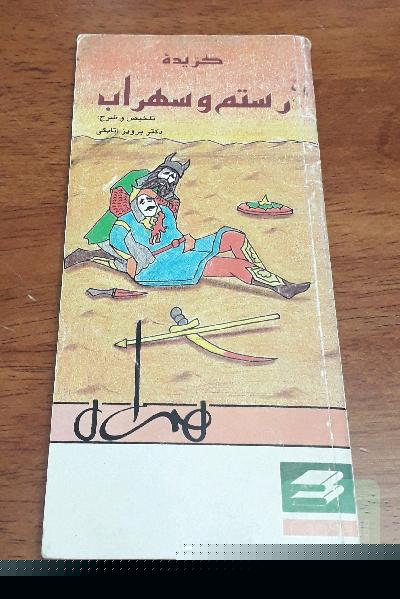 گزیدهٔ
رستم و سهراب
تلخیص و شرح:
دکتر پرویز اتابکی